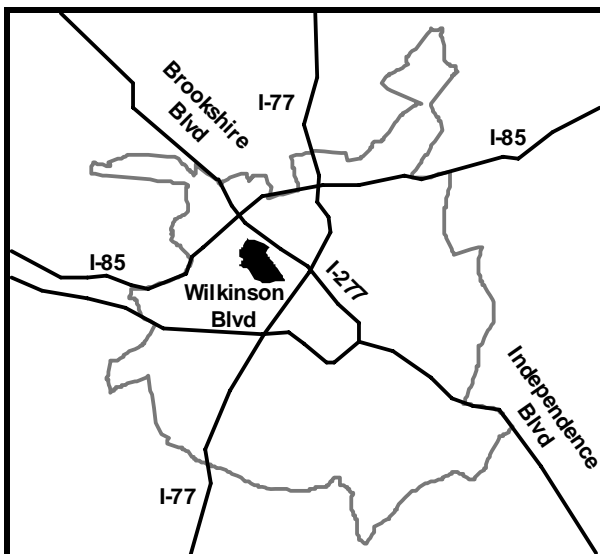 Brookshire
Blvd
I-77
I-85
I-85
Wilkinson
Blvd
I-277
Independence
Blvd
I-77